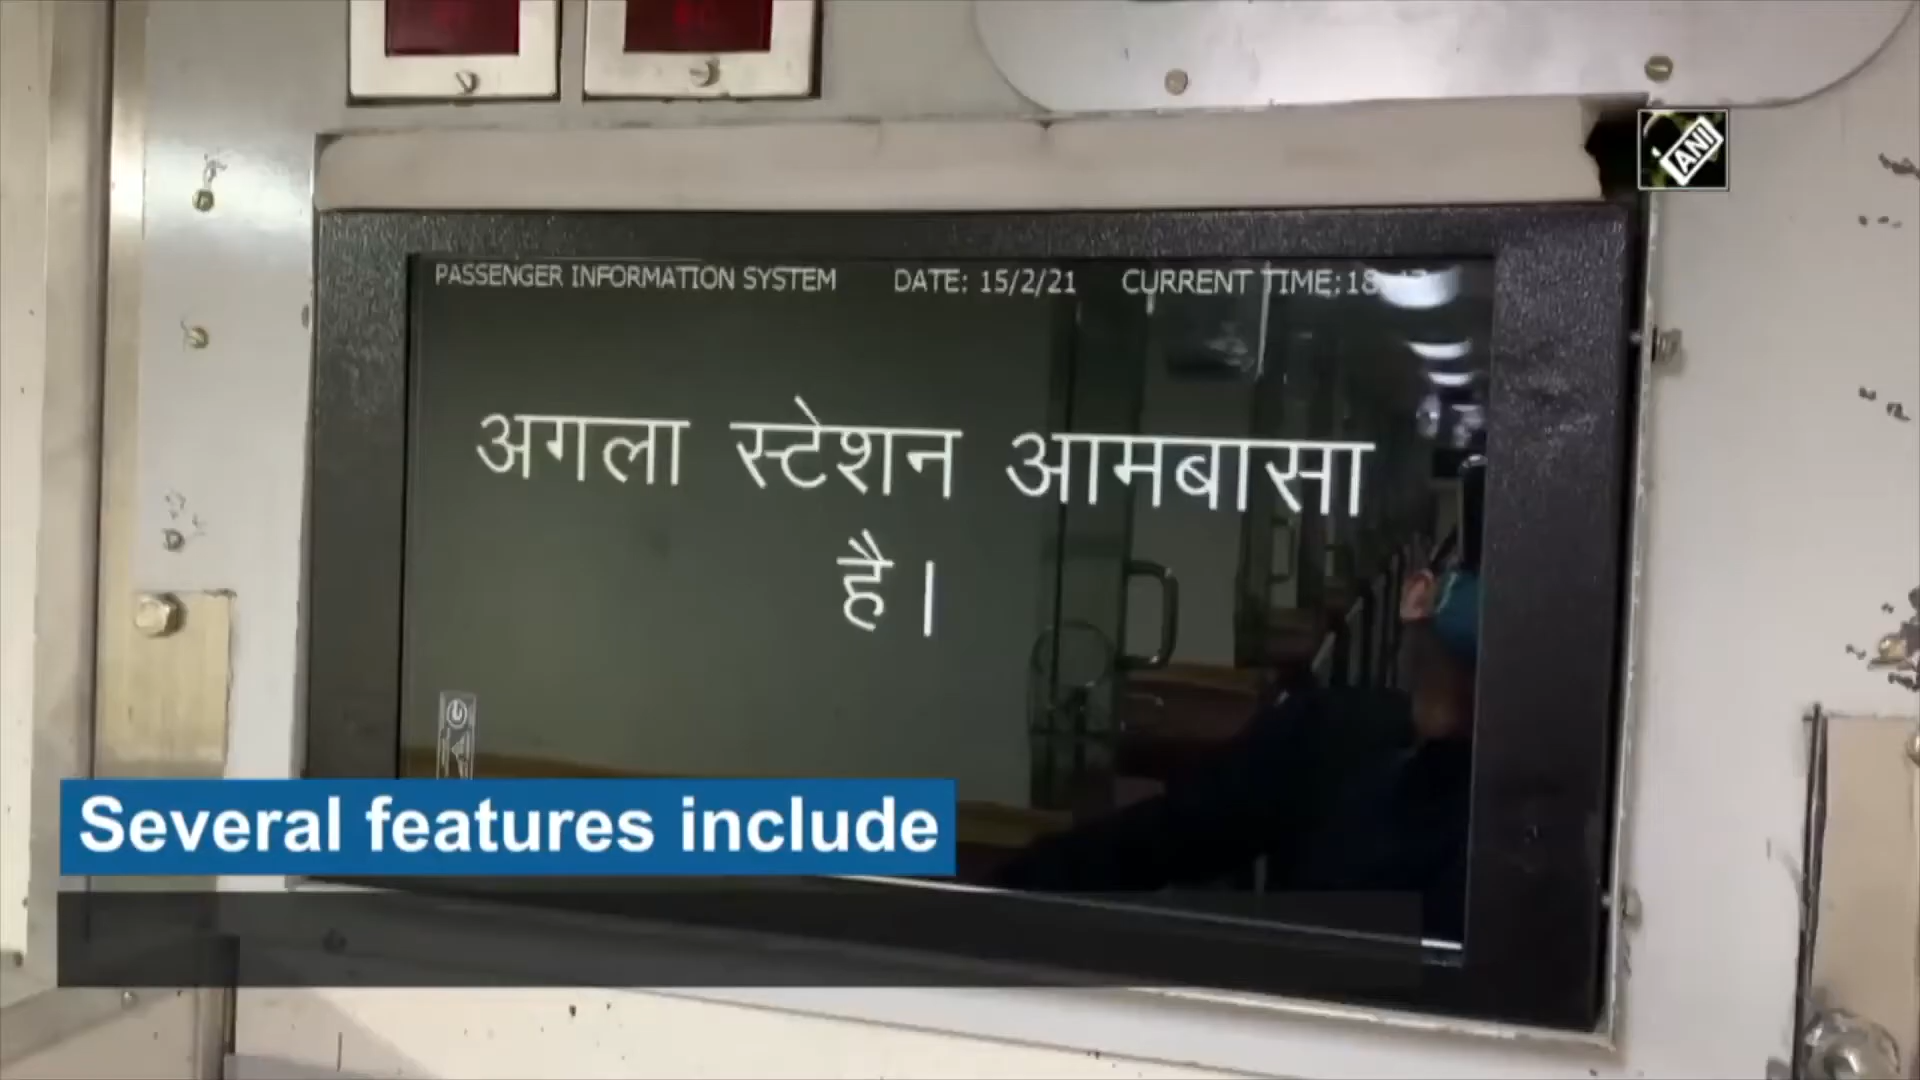 ANI
PASSENGER INFORMATION SYSTEM DATE: 15/2/21 CURRENT TIME:
अगला स्टेशन आमबासा
है।
Several features include